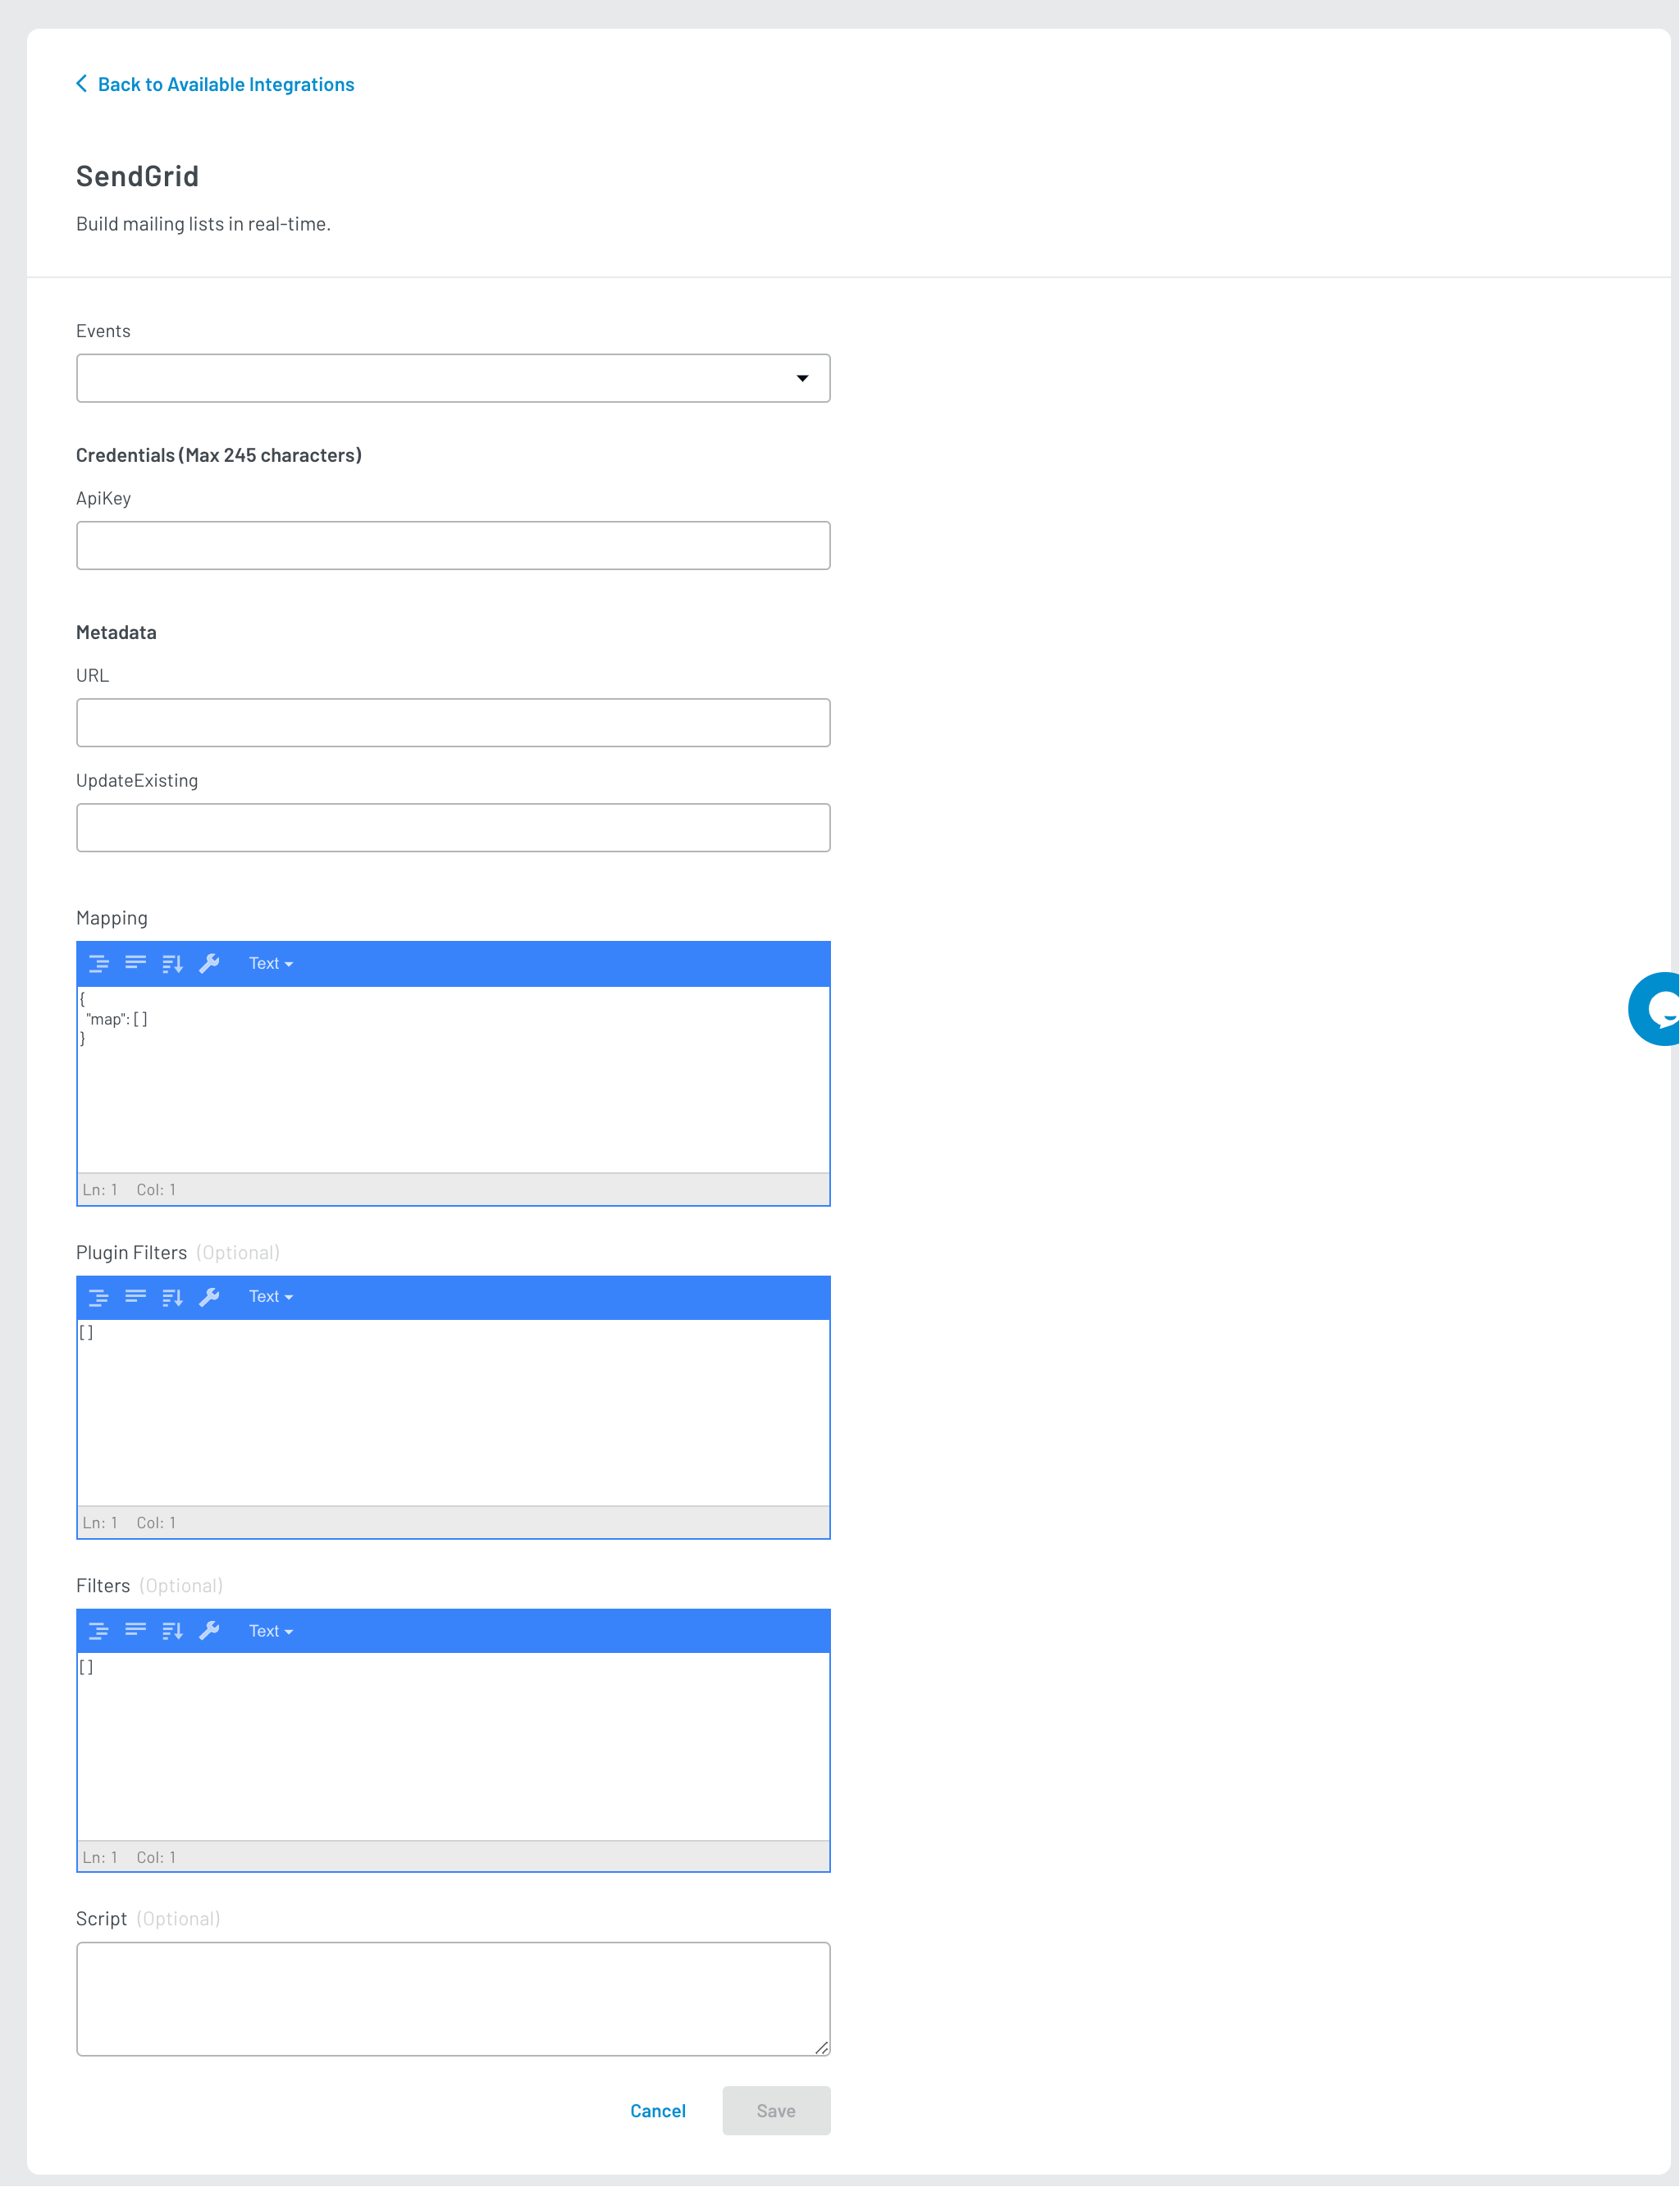 Back to Available Integrations
SendGrid
Build mailing lists in real-time.
Events
Credentials (Max 245 characters)
ApiKey
Metadata
URL
UpdateExisting
Mapping
Text
{
"map": []
}
Ln: 1 Col: 1
Plugin Filters (Optional)
Text
[]
Ln: 1 Col: 1
Filters (Optional)
Text
[]
Ln: 1 Col: 1
Script (Optional)
Cancel Save